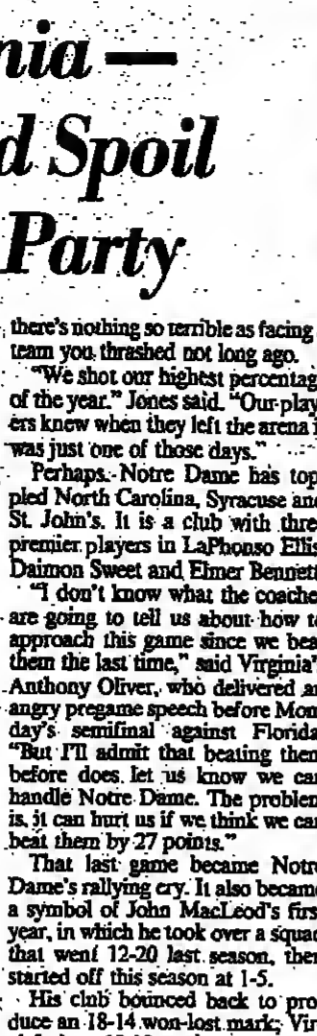 nia —
d Spoil
Party
there's nothing so terrible as facing
team you thrashed not long ago.
"We shot our highest percentag
of the year." Jones said. "Our play
ers knew when they left the arena i
was just one of those days."
Perhaps. Notre Dame has top
pled North Carolina, Syracuse and
St. John's. It is a club with thre
premier players in LaPhonso Ellis
Daimon Sweet and Elmer Bennett
"I don't know what the coache
are going to tell us about how to
approach this game since we bea
them the last time," said Virginia'
Anthony Oliver, who delivered an
angry pregame speech before Mon
day's semifinal against Florida
"But I'll admit that beating them
before does let us know we can
handle Notre Dame. The problem
is, it can hurt us if we think we can
beat them by 27 points."
That last game became Notre
Dame's rallying cry. It also became
a symbol of John MacLeod's firs
year, in which he took over a squad
that went 12-20 last season, then
started off this season at 1-5.
His club bounced back to pro
duce an 18-14 won-lost mark; Vir